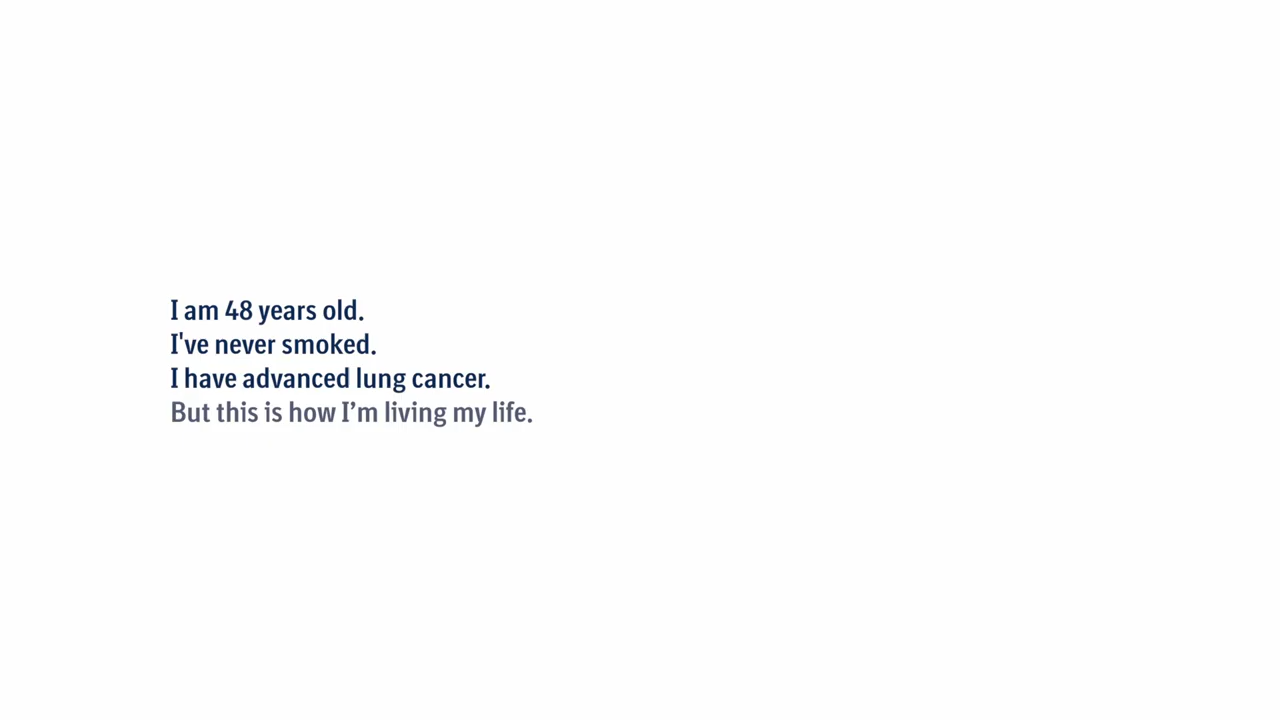 I am 48 years old.
I've never smoked.
I have advanced lung cancer.
But this is how I’m living my life.